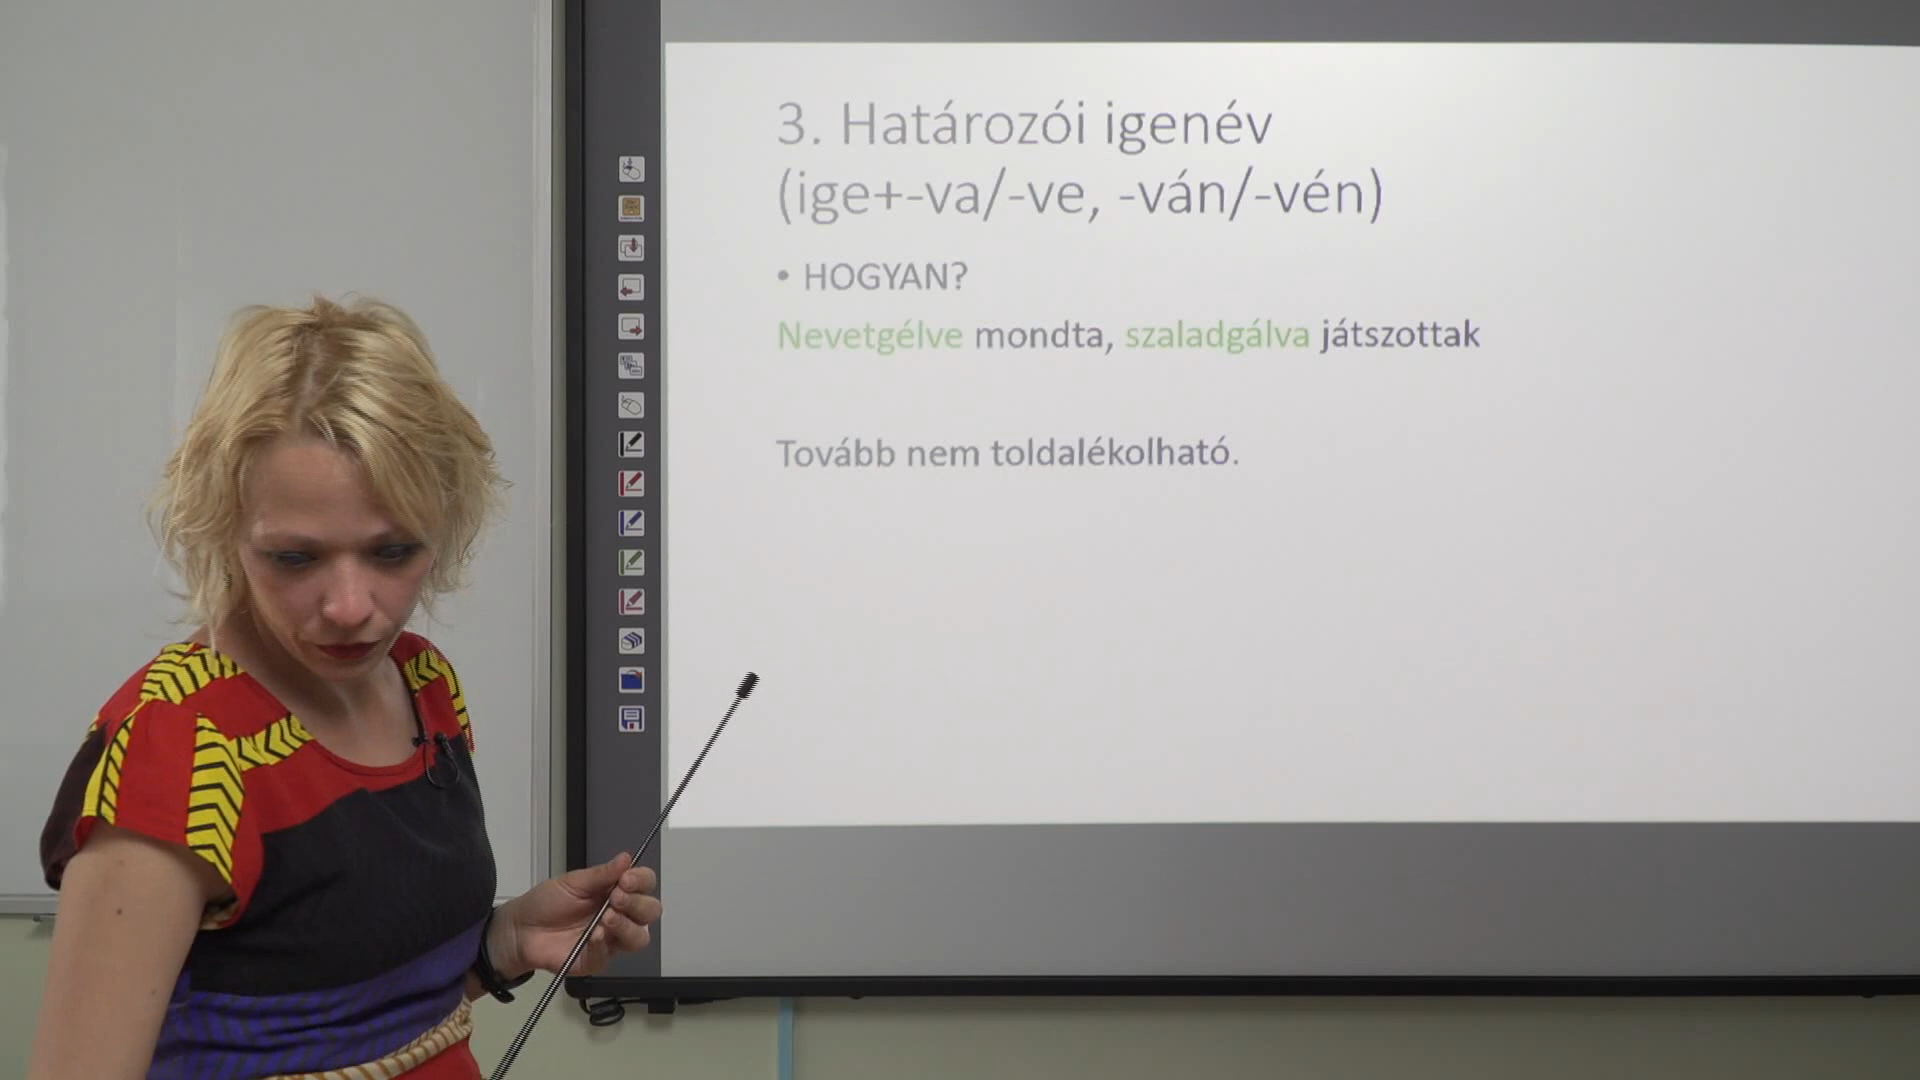 3. Határozói igenév
(ige+-va/-ve, -ván/-vén)
• HOGYAN?
Nevetgélve mondta, szaladgálva játszottak
Tovább nem toldalékolható.